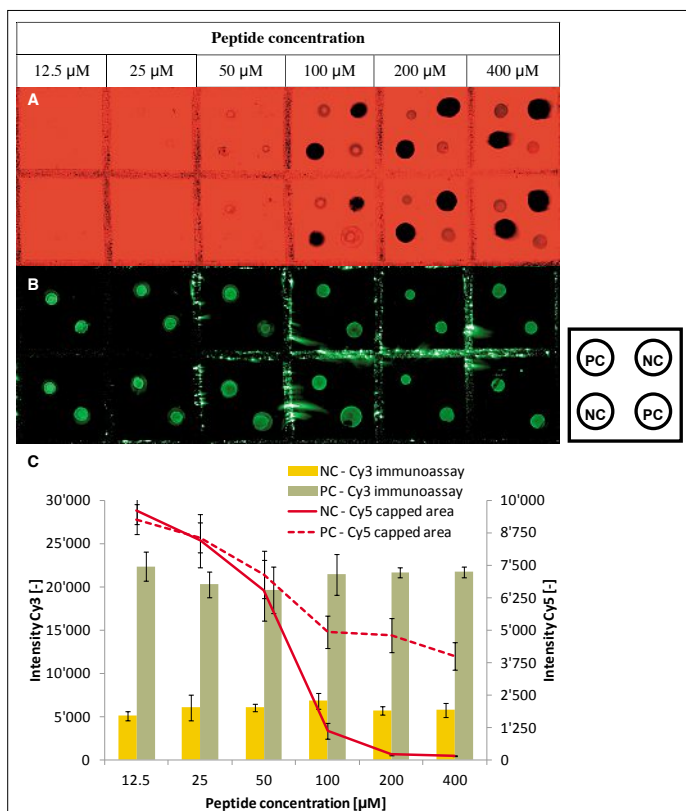 Peptide concentration
12.5 µM 25 µM 50 µM 100 µM 200 µM 400 µM
A
B
PC NC
NC PC
C
NC - Cy3 immunoassay
PC - Cy3 immunoassay
NC - Cy5 capped area
PC - Cy5 capped area
30'000
25'000
20'000
15'000
10'000
5'000
0
Intensity Cy3 [-]
10'000
8'750
7'500
6'250
5'000
3'750
2'500
1'250
0
Intensity Cy5 [-]
12.5 25 50 100 200 400
Peptide concentration [µM]